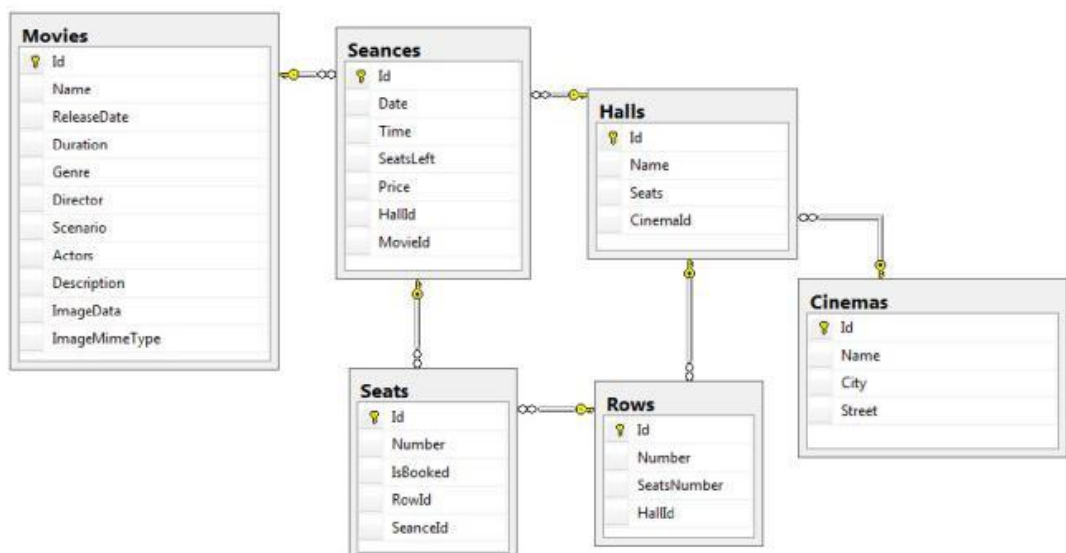 Movies
Id
Name
ReleaseDate
Duration
Genre
Director
Scenario
Actors
Description
ImageData
ImageMimeType
Seances
Id
Date
Time
SeatsLeft
Price
HallId
MovieId
Halls
Id
Name
Seats
CinemaId
Cinemas
Id
Name
City
Street
Seats
Id
Number
IsBooked
RowId
SeanceId
Rows
Id
Number
SeatsNumber
HallId